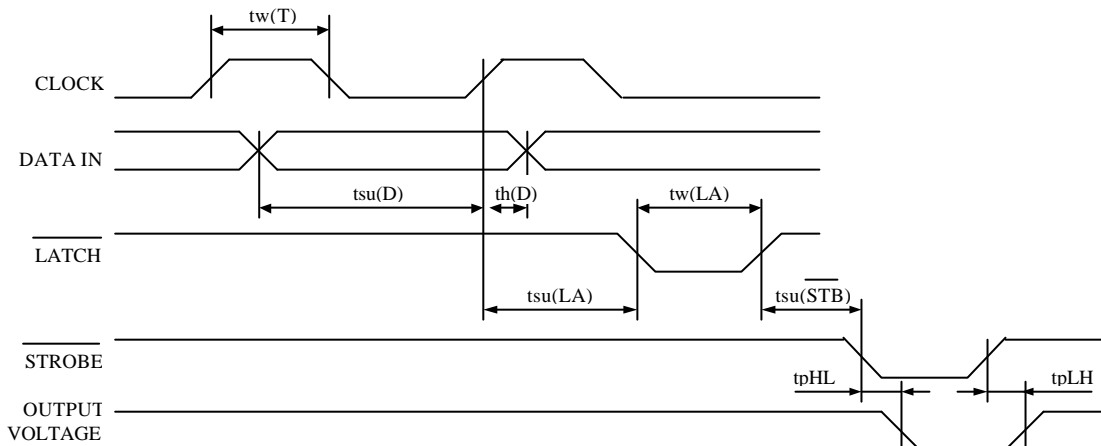 tw(T)
CLOCK
DATA IN
tsu(D)
th(D)
tw(LA)
LATCH
tsu(LA)
tsu(STB)
STROBE
tpHL
tpLH
OUTPUT
VOLTAGE